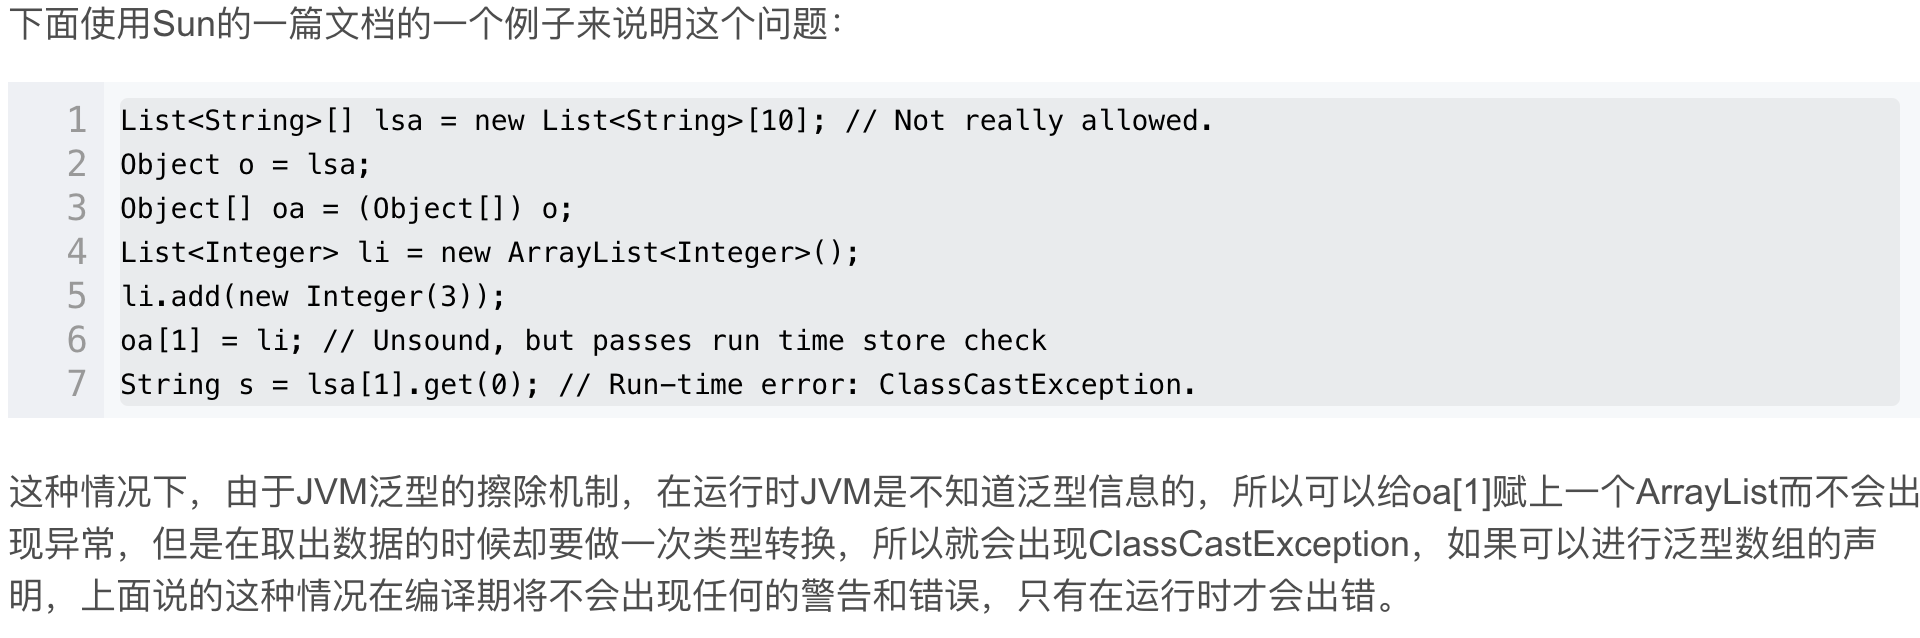 下面使用Sun的一篇文档的一个例子来说明这个问题：
1 List<String>[] lsa = new List<String>[10]; // Not really allowed.
2 Object o = lsa;
3 Object[] oa = (Object[]) o;
4 List<Integer> li = new ArrayList<Integer>();
5 li.add(new Integer(3));
6 oa[1] = li; // Unsound, but passes run time store check
7 String s = lsa[1].get(0); // Run-time error: ClassCastException.
这种情况下，由于JVM泛型的擦除机制，在运行时JVM是不知道泛型信息的，所以可以给oa[1]赋上一个ArrayList而不会出
现异常，但是在取出数据的时候却要做一次类型转换，所以就会出现ClassCastException，如果可以进行泛型数组的声
明，上面说的这种情况在编译期将不会出现任何的警告和错误，只有在运行时才会出错。